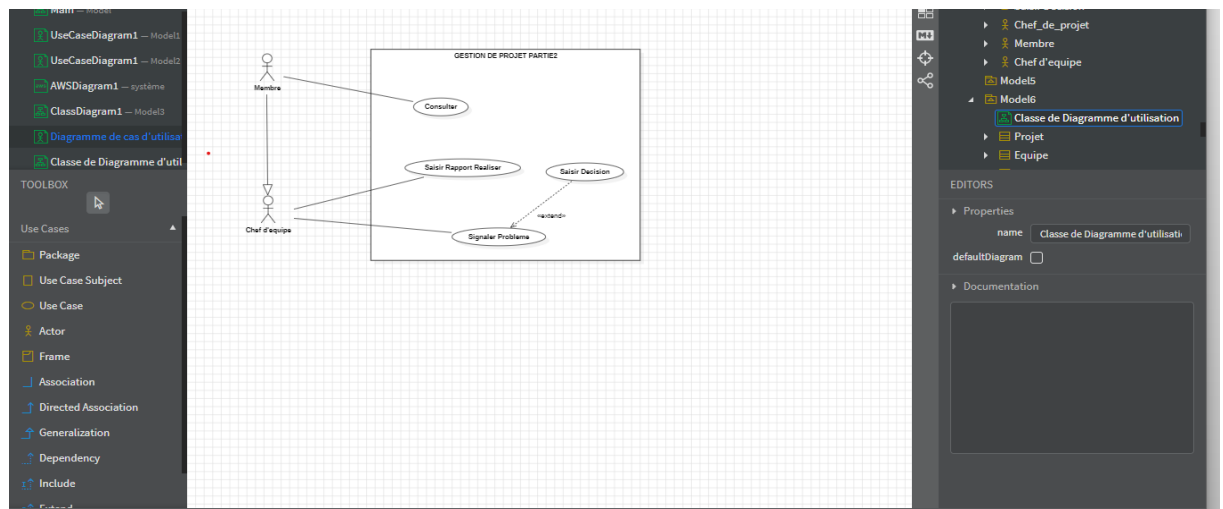 Main — Model
UseCaseDiagram1 — Model1
UseCaseDiagram1 — Model2
AWSDiagram1 — système
ClassDiagram1 — Model3
Diagramme de cas d'utilisa
Classe de Diagramme d'util
TOOLBOX
Use Cases
Package
Use Case Subject
Use Case
Actor
Frame
Association
Directed Association
Generalization
Dependency
Include
Extend
GESTION DE PROJET PARTIE2
Membre
Consulter
Saisir Rapport Realiser
Saisir Decision
«extend»
Chef d'equipe
Signaler Probleme
Chef_de_projet
Membre
Chef d'equipe
Model5
Model6
Classe de Diagramme d'utilisation
Projet
Equipe
EDITORS
Properties
name Classe de Diagramme d'utilisati
defaultDiagram
Documentation